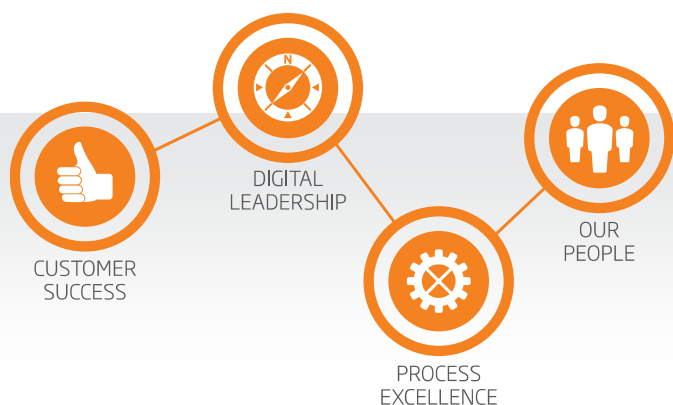 CUSTOMER
SUCCESS
N
DIGITAL
LEADERSHIP
PROCESS
EXCELLENCE
OUR
PEOPLE